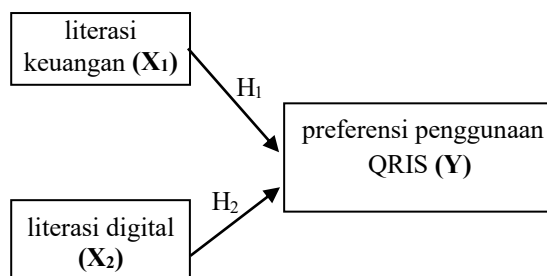 literasi
keuangan (X₁)
H₁
preferensi penggunaan
QRIS (Y)
H₂
literasi digital
(X₂)